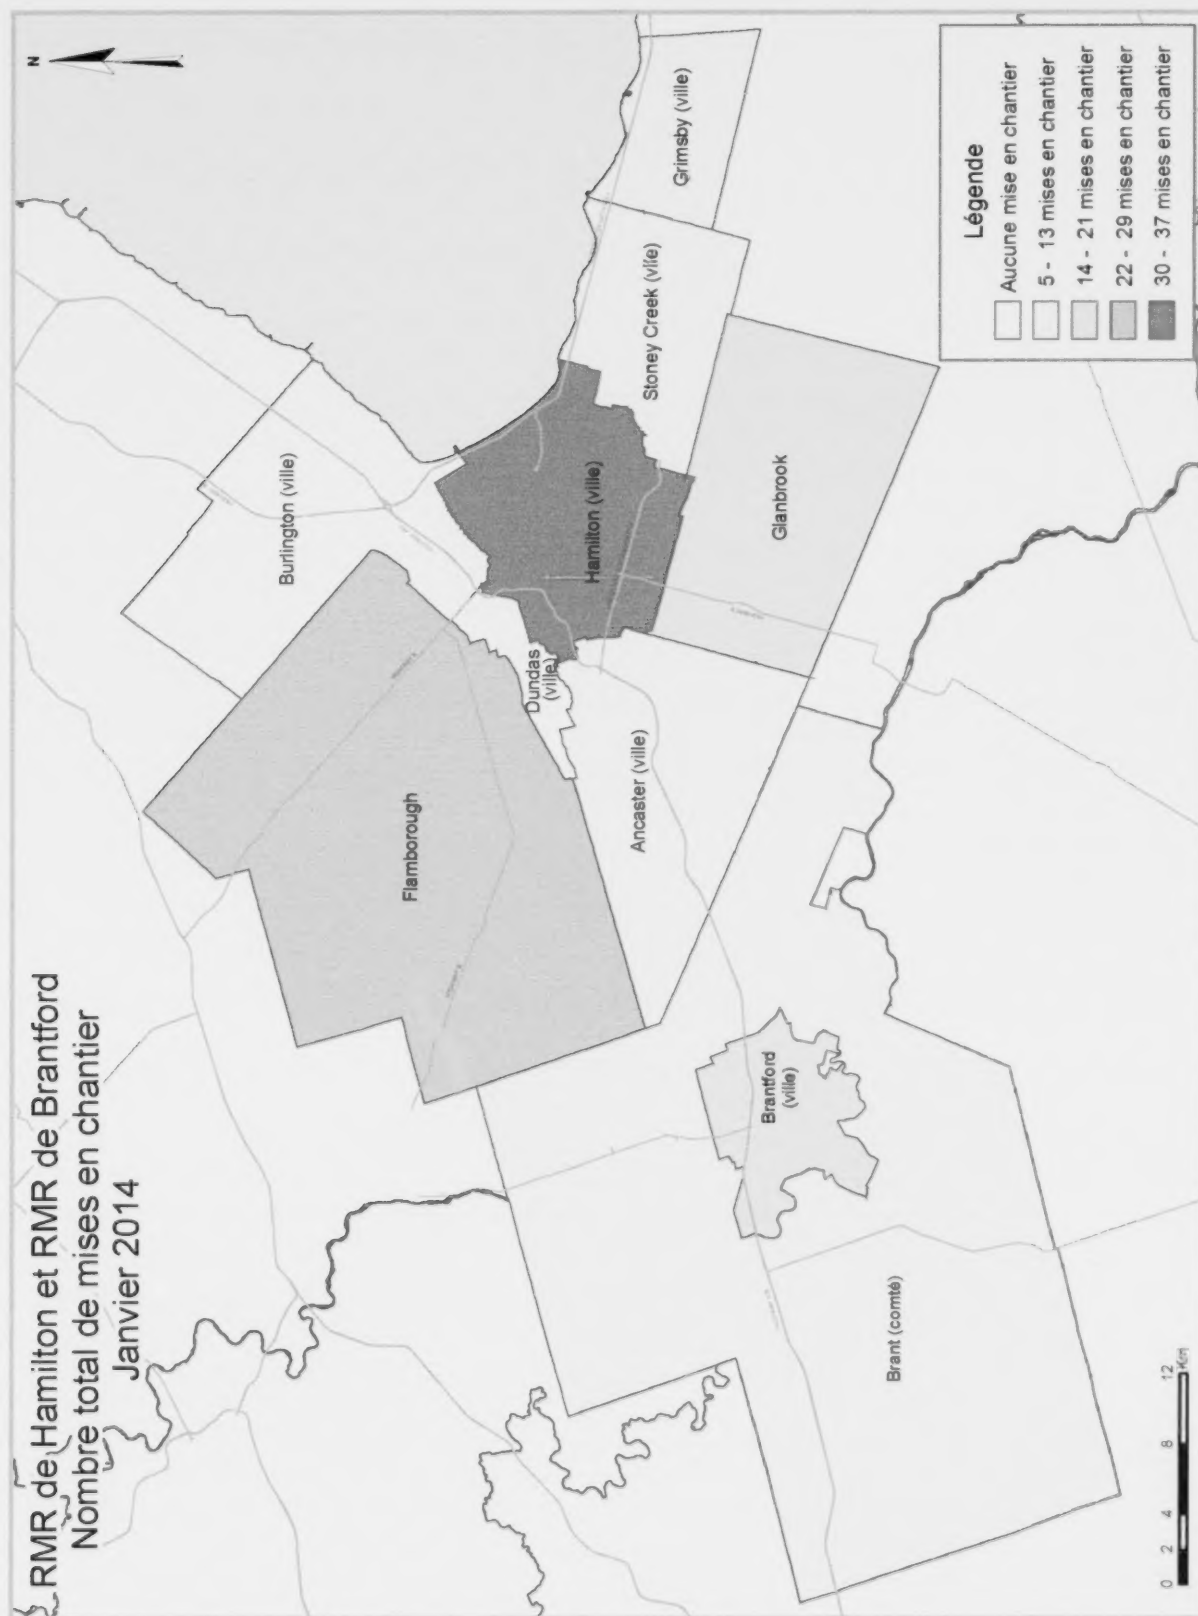 RMR de Hamilton et RMR de Brantford
Nombre total de mises en chantier
Janvier 2014
N
Burlington (ville)
Flamborough
Dundas
(ville)
Hamilton (ville)
Stoney Creek (ville)
Grimsby (ville)
Ancaster (ville)
Glanbrook
Brantford
(ville)
Brant (comté)
Légende
Aucune mise en chantier
5 - 13 mises en chantier
14 - 21 mises en chantier
22 - 29 mises en chantier
30 - 37 mises en chantier
0 2 4 8 12
Km